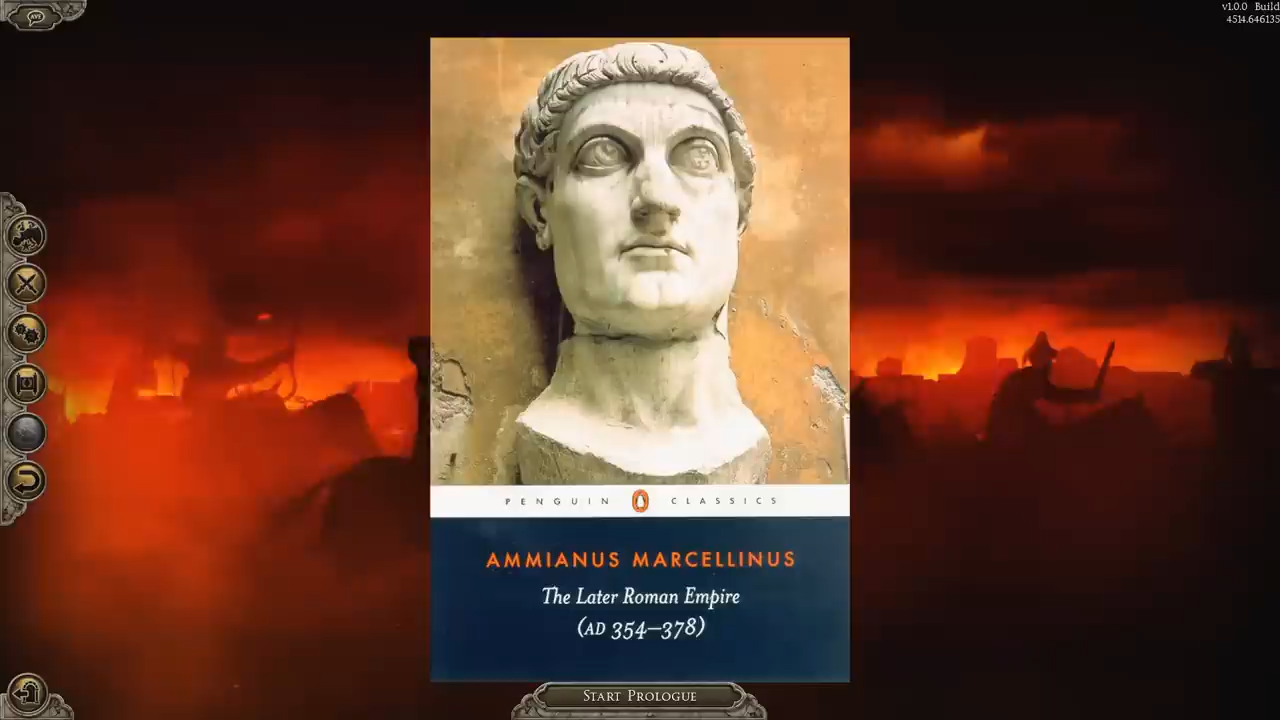 v1.0.0 Build
4514.646135
AVE
PENGUIN CLASSICS
AMMIANUS MARCELLINUS
The Later Roman Empire
(AD 354–378)
START PROLOGUE